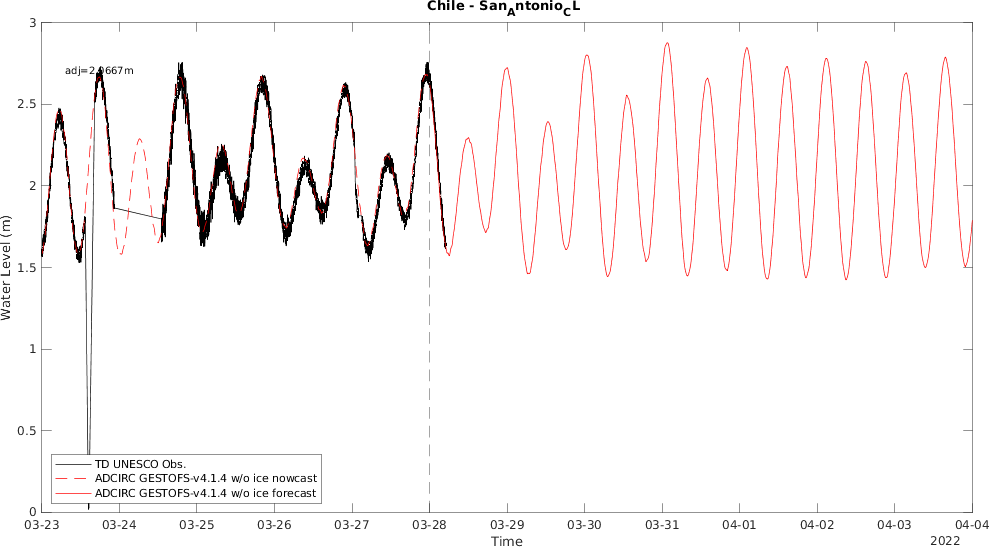 Chile - San_Antonio_CL
3
adj=2.0667m
2.5
2
Water Level (m)
1.5
1
0.5
TD UNESCO Obs.
ADCIRC GESTOFS-v4.1.4 w/o ice nowcast
ADCIRC GESTOFS-v4.1.4 w/o ice forecast
0
03-23 03-24 03-25 03-26 03-27 03-28 03-29 03-30 03-31 04-01 04-02 04-03 04-04
Time
2022